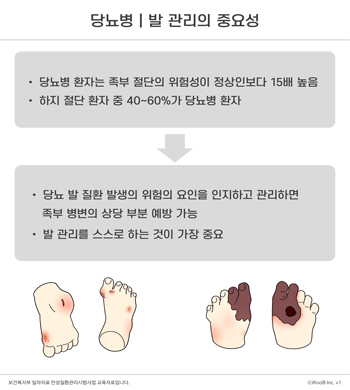 당뇨병 | 발 관리의 중요성
• 당뇨병 환자는 족부 절단의 위험성이 정상인보다 15배 높음
• 하지 절단 환자 중 40~60%가 당뇨병 환자
• 당뇨 발 질환 발생의 위험의 요인을 인지하고 관리하면
족부 병변의 상당 부분 예방 가능
• 발 관리를 스스로 하는 것이 가장 중요
보건복지부 일차의료 만성질환관리시범사업 교육자료입니다.
ⓒiKooB Inc. v1